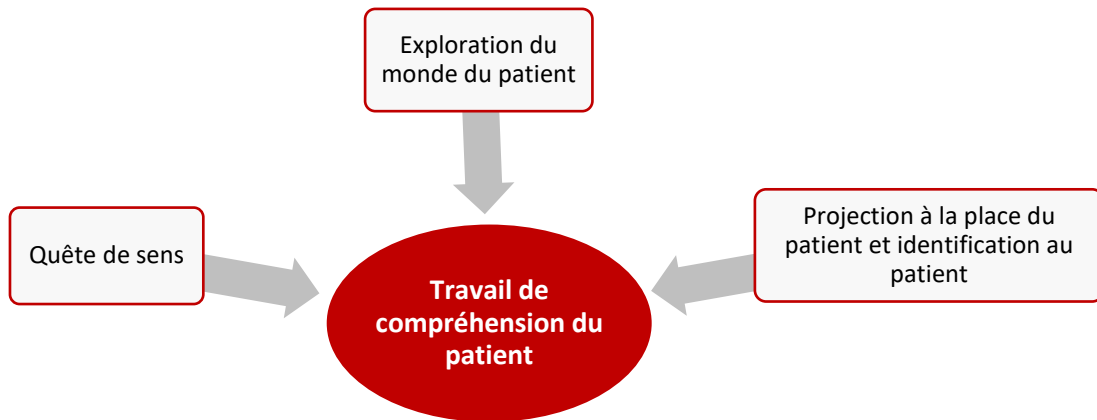 Exploration du
monde du patient
Quête de sens
Projection à la place du
patient et identification au
patient
Travail de
compréhension du
patient